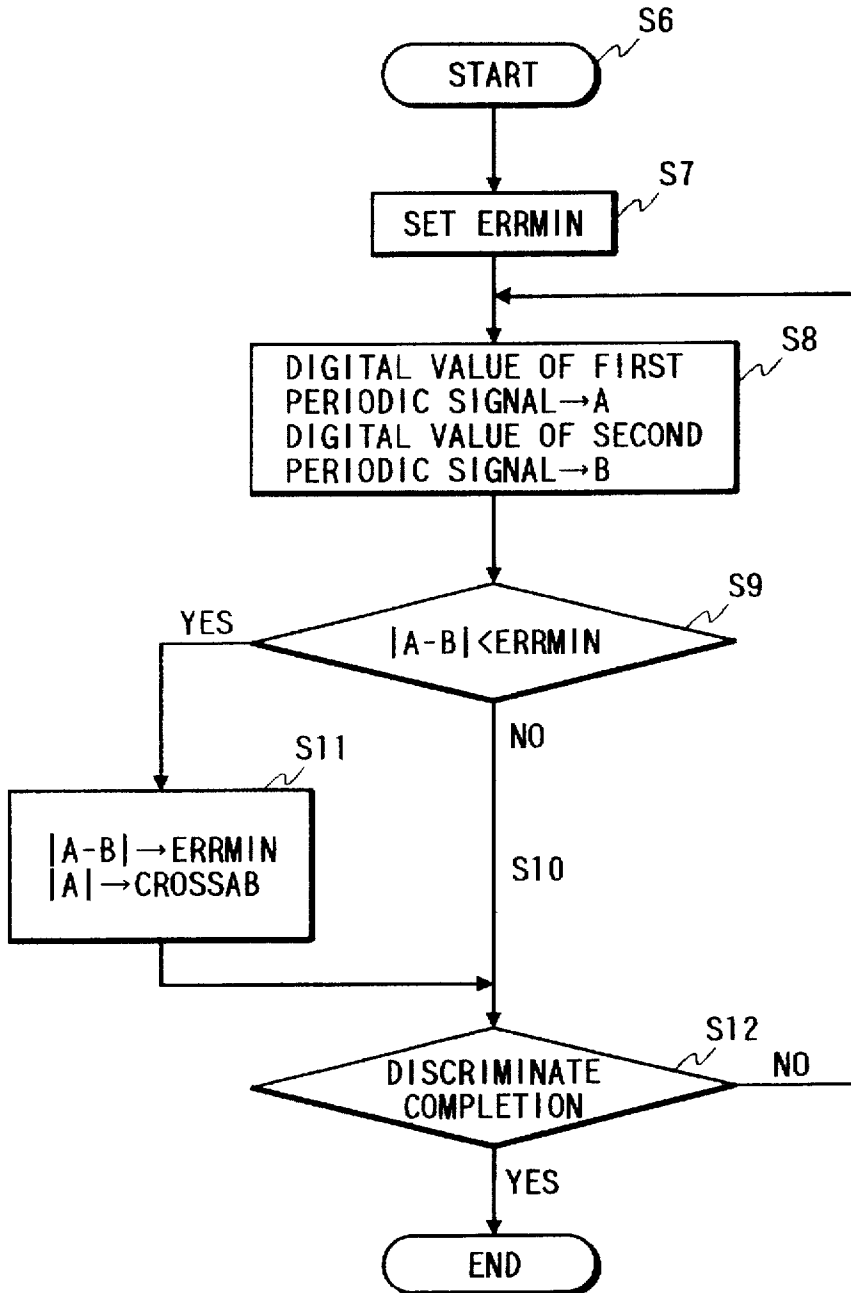 S6
START
S7
SET ERRMIN
S8
DIGITAL VALUE OF FIRST
PERIODIC SIGNAL→A
DIGITAL VALUE OF SECOND
PERIODIC SIGNAL→B
S9
YES
|A-B|<ERRMIN
NO
S11
|A-B|→ERRMIN
|A|→CROSSAB
S10
S12
DISCRIMINATE
COMPLETION
NO
YES
END